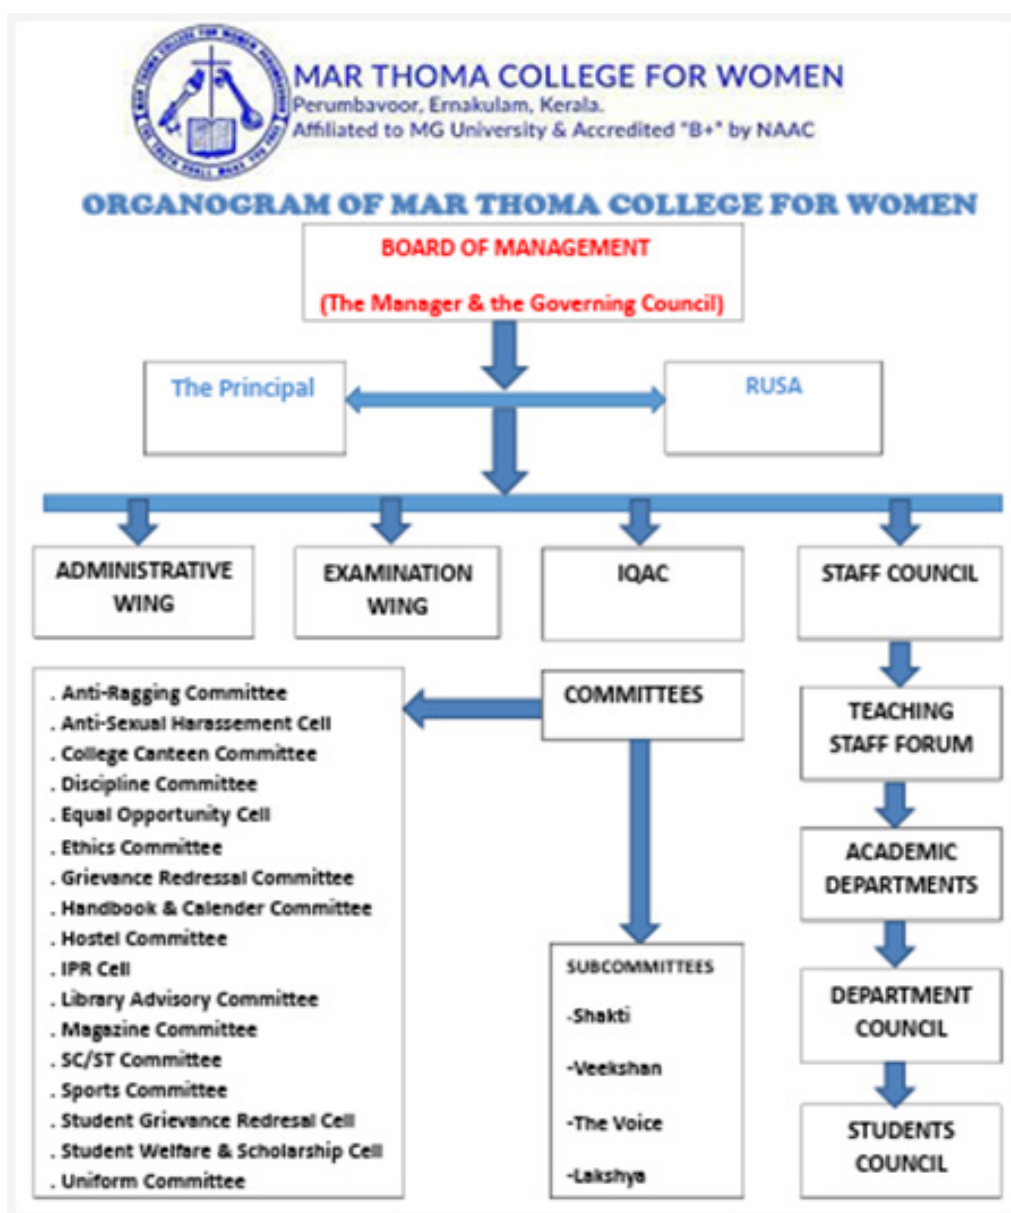 MAR THOMA COLLEGE FOR WOMEN
Perumbavoor, Ernakulam, Kerala.
Affiliated to MG University & Accredited "B+" by NAAC
ORGANOGRAM OF MAR THOMA COLLEGE FOR WOMEN
BOARD OF MANAGEMENT
(The Manager & the Governing Council)
The Principal
RUSA
ADMINISTRATIVE
WING
EXAMINATION
WING
IQAC
STAFF COUNCIL
. Anti-Ragging Committee
. Anti-Sexual Harassement Cell
. College Canteen Committee
. Discipline Committee
. Equal Opportunity Cell
. Ethics Committee
. Grievance Redressal Committee
. Handbook & Calender Committee
. Hostel Committee
. IPR Cell
. Library Advisory Committee
. Magazine Committee
. SC/ST Committee
. Sports Committee
. Student Grievance Redresal Cell
. Student Welfare & Scholarship Cell
. Uniform Committee
COMMITTEES
SUBCOMMITTEES
-Shakti
-Veekshan
-The Voice
-Lakshya
TEACHING
STAFF FORUM
ACADEMIC
DEPARTMENTS
DEPARTMENT
COUNCIL
STUDENTS
COUNCIL